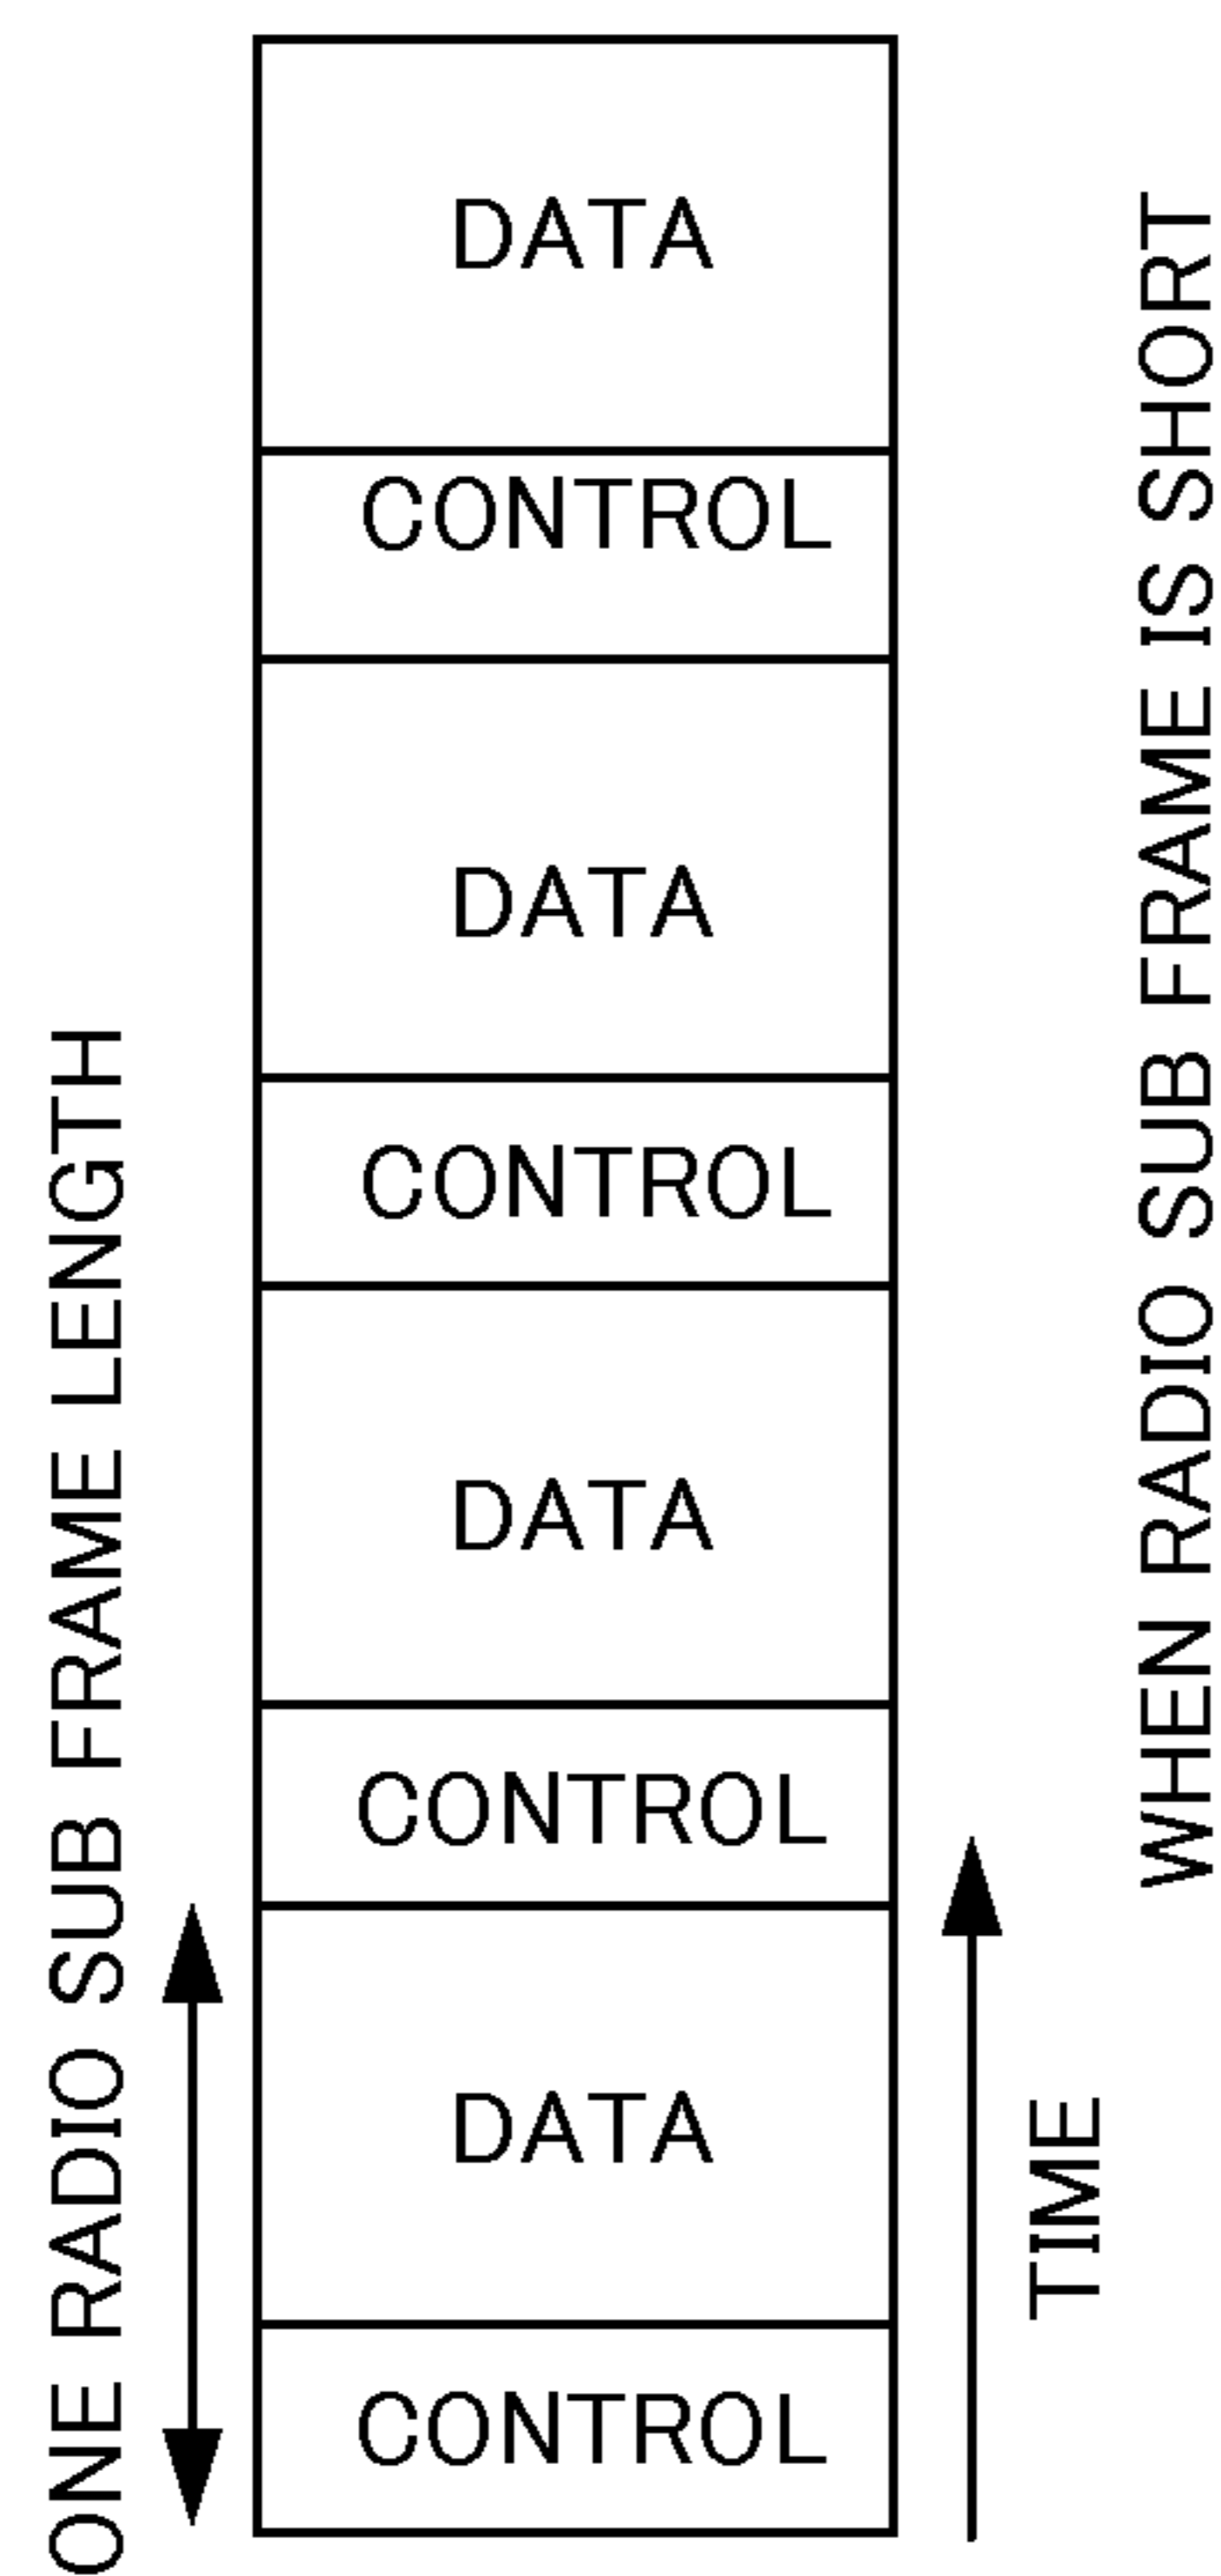 DATA
CONTROL
DATA
CONTROL
DATA
CONTROL
DATA
CONTROL
ONE RADIO SUB FRAME LENGTH
TIME
WHEN RADIO SUB FRAME IS SHORT